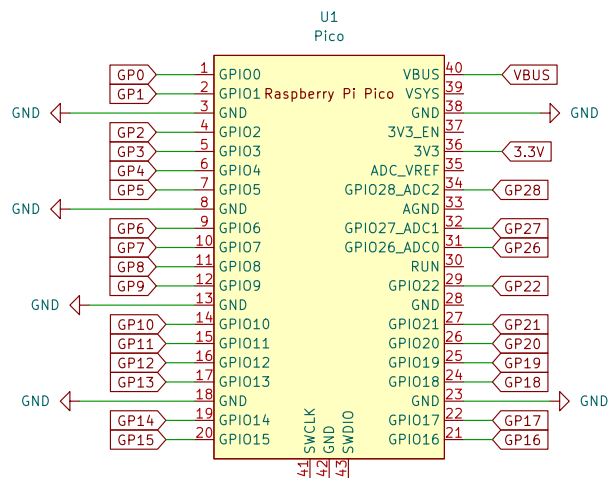 U1
Pico
GP0 1 GPIO0 VBUS 40 VBUS
GP1 2 GPIO1 Raspberry Pi Pico VSYS 39
GND 3 GND GND 38 GND
GP2 4 GPIO2 3V3_EN 37
GP3 5 GPIO3 3V3 36 3.3V
GP4 6 GPIO4 ADC_VREF 35
GP5 7 GPIO5 GPIO28_ADC2 34 GP28
GND 8 GND AGND 33
GP6 9 GPIO6 GPIO27_ADC1 32 GP27
GP7 10 GPIO7 GPIO26_ADC0 31 GP26
GP8 11 GPIO8 RUN 30
GP9 12 GPIO9 GPIO22 29 GP22
GND 13 GND GND 28
GP10 14 GPIO10 GPIO21 27 GP21
GP11 15 GPIO11 GPIO20 26 GP20
GP12 16 GPIO12 GPIO19 25 GP19
GP13 17 GPIO13 GPIO18 24 GP18
GND 18 GND GND 23 GND
GP14 19 GPIO14 GPIO17 22 GP17
GP15 20 GPIO15 GPIO16 21 GP16
SWCLK GND SWDIO
41 42 43